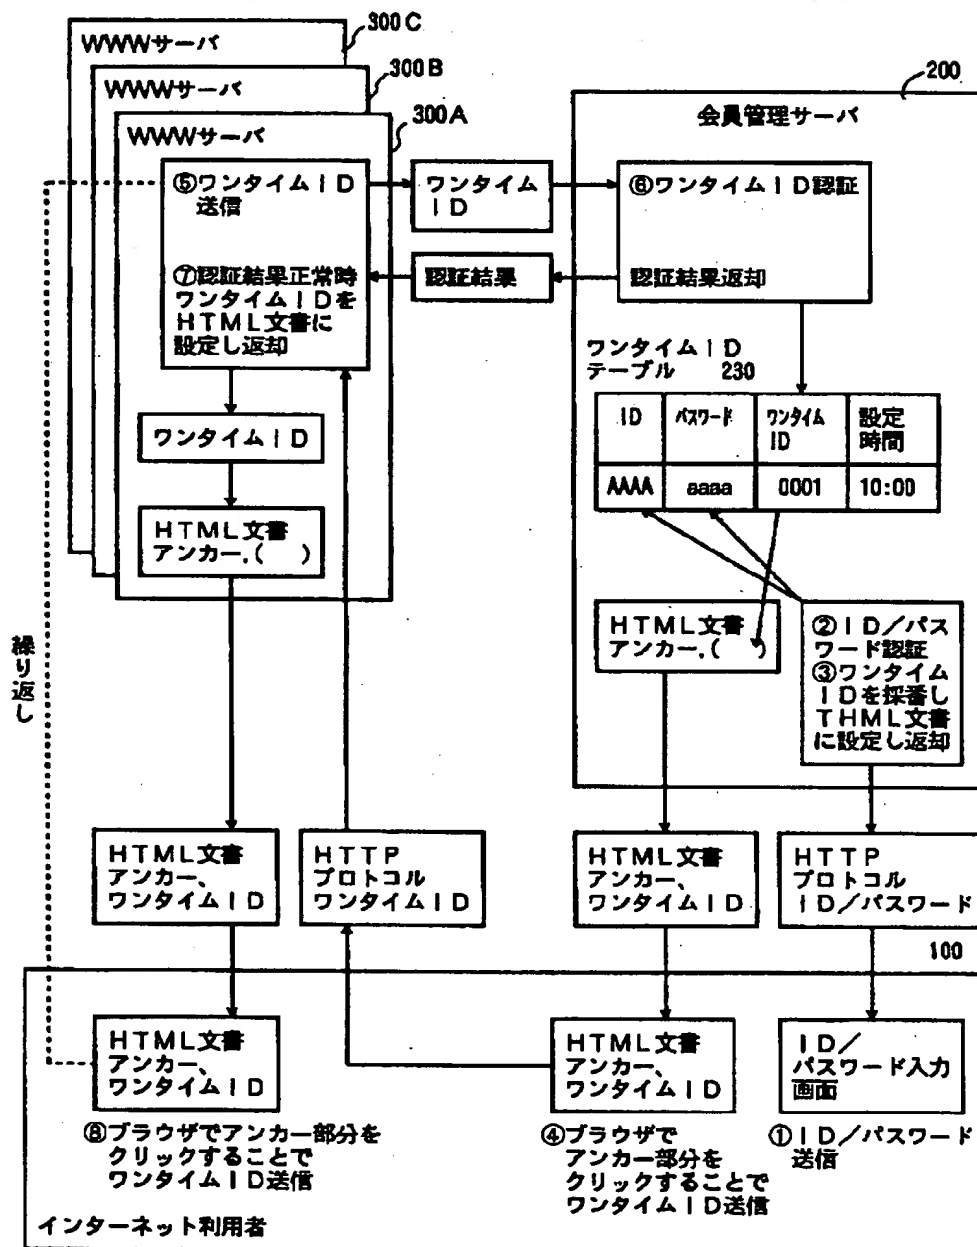 300C
WWWサーバ
300B
WWWサーバ
300A
WWWサーバ
⑤ワンタイムID
送信
⑦認証結果正常時
ワンタイムIDを
HTML文書に
設定し返却
ワンタイムID
HTML文書
アンカー,(　)
ワンタイム
ID
認証結果
200
会員管理サーバ
⑥ワンタイムID認証
認証結果返却
ワンタイムID
テーブル 230
ID パスワード ワンタイムID 設定時間
AAAA aaaa 0001 10:00
HTML文書
アンカー,(　)
②ID/パス
ワード認証
③ワンタイム
IDを採番し
THML文書
に設定し返却
繰り返し
HTML文書
アンカー、
ワンタイムID
HTTP
プロトコル
ワンタイムID
HTML文書
アンカー、
ワンタイムID
HTTP
プロトコル
ID/パスワード
100
HTML文書
アンカー、
ワンタイムID
⑧ブラウザでアンカー部分を
クリックすることで
ワンタイムID送信
HTML文書
アンカー、
ワンタイムID
④ブラウザで
アンカー部分を
クリックすることで
ワンタイムID送信
ID/
パスワード入力
画面
①ID/パスワード
送信
インターネット利用者